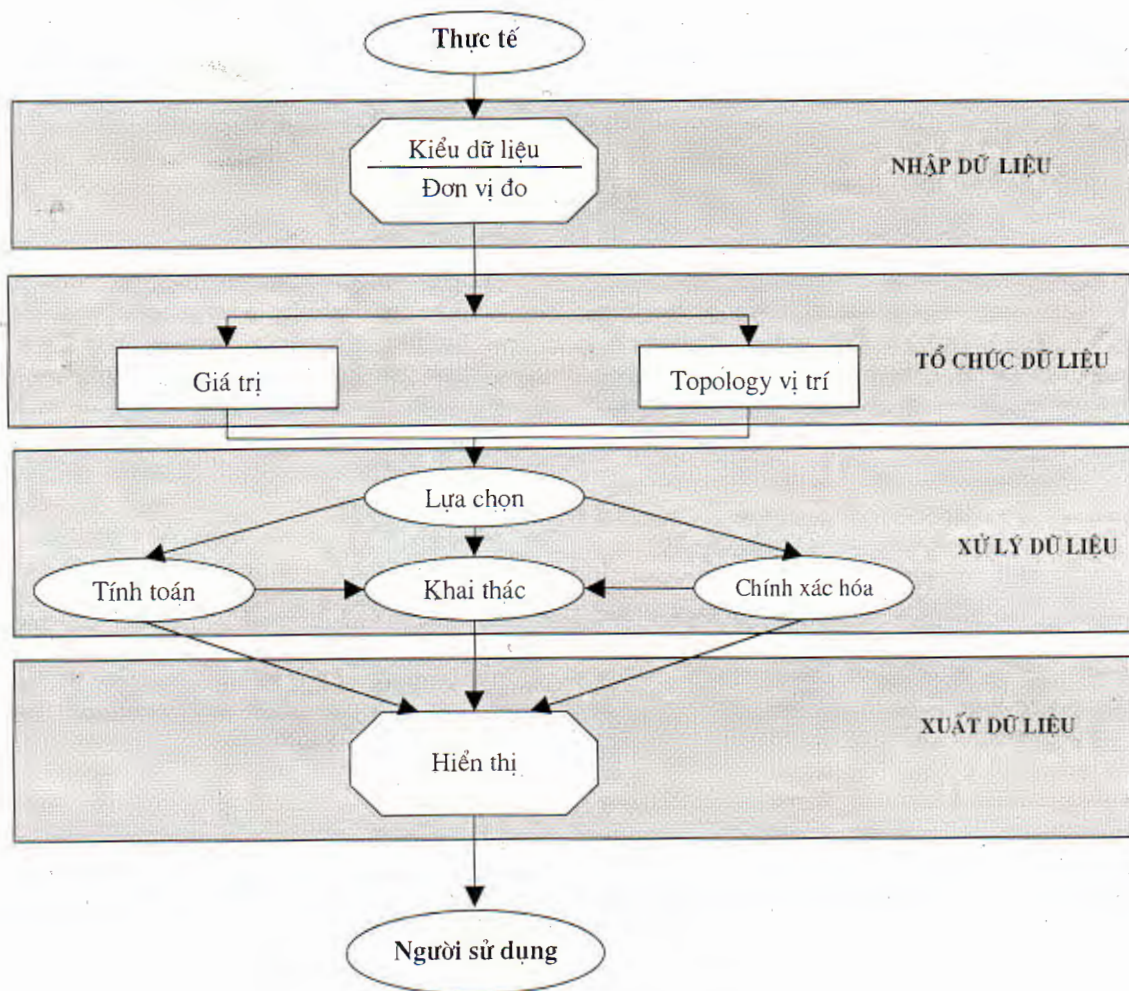 Thực tế
Kiểu dữ liệu
Đơn vị đo
NHẬP DỮ LIỆU
TỔ CHỨC DỮ LIỆU
Giá trị
Topology vị trí
Lựa chọn
XỬ LÝ DỮ LIỆU
Tính toán
Khai thác
Chính xác hóa
XUẤT DỮ LIỆU
Hiển thị
Người sử dụng